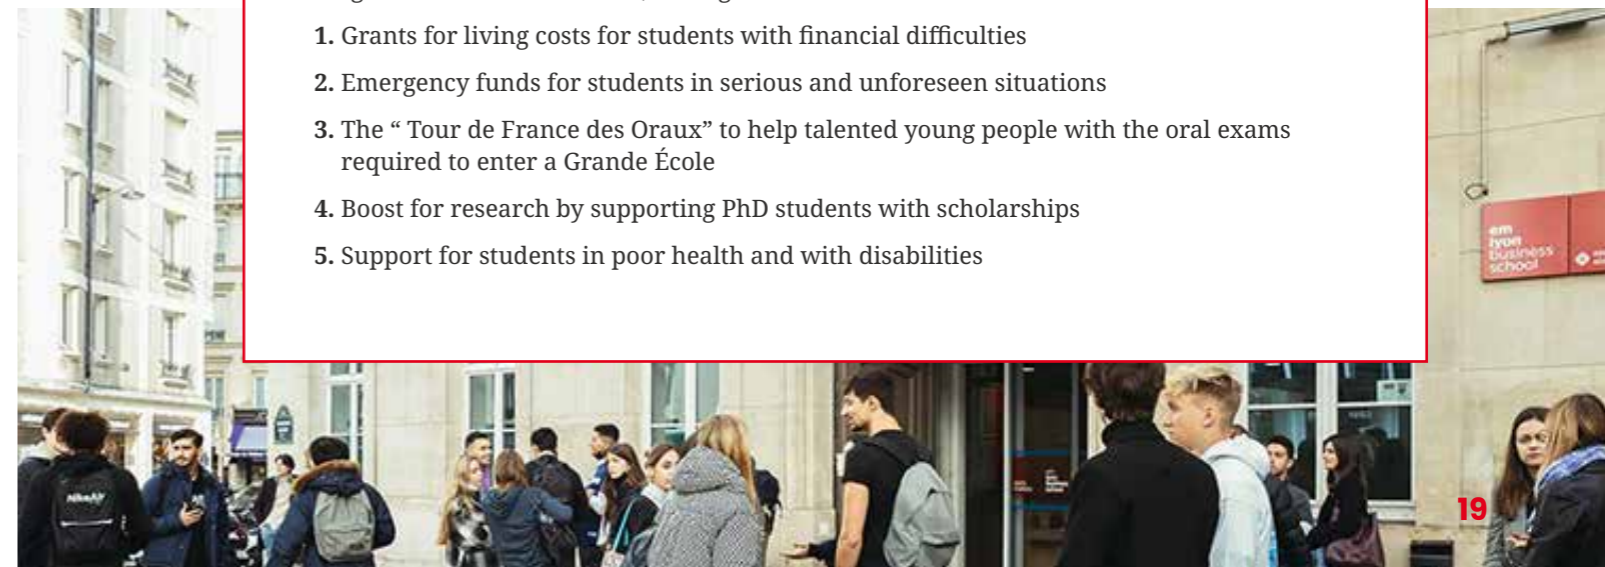 1. Grants for living costs for students with financial difficulties
2. Emergency funds for students in serious and unforeseen situations
3. The “ Tour de France des Oraux” to help talented young people with the oral exams
required to enter a Grande École
4. Boost for research by supporting PhD students with scholarships
5. Support for students in poor health and with disabilities
em
lyon
business
school
19